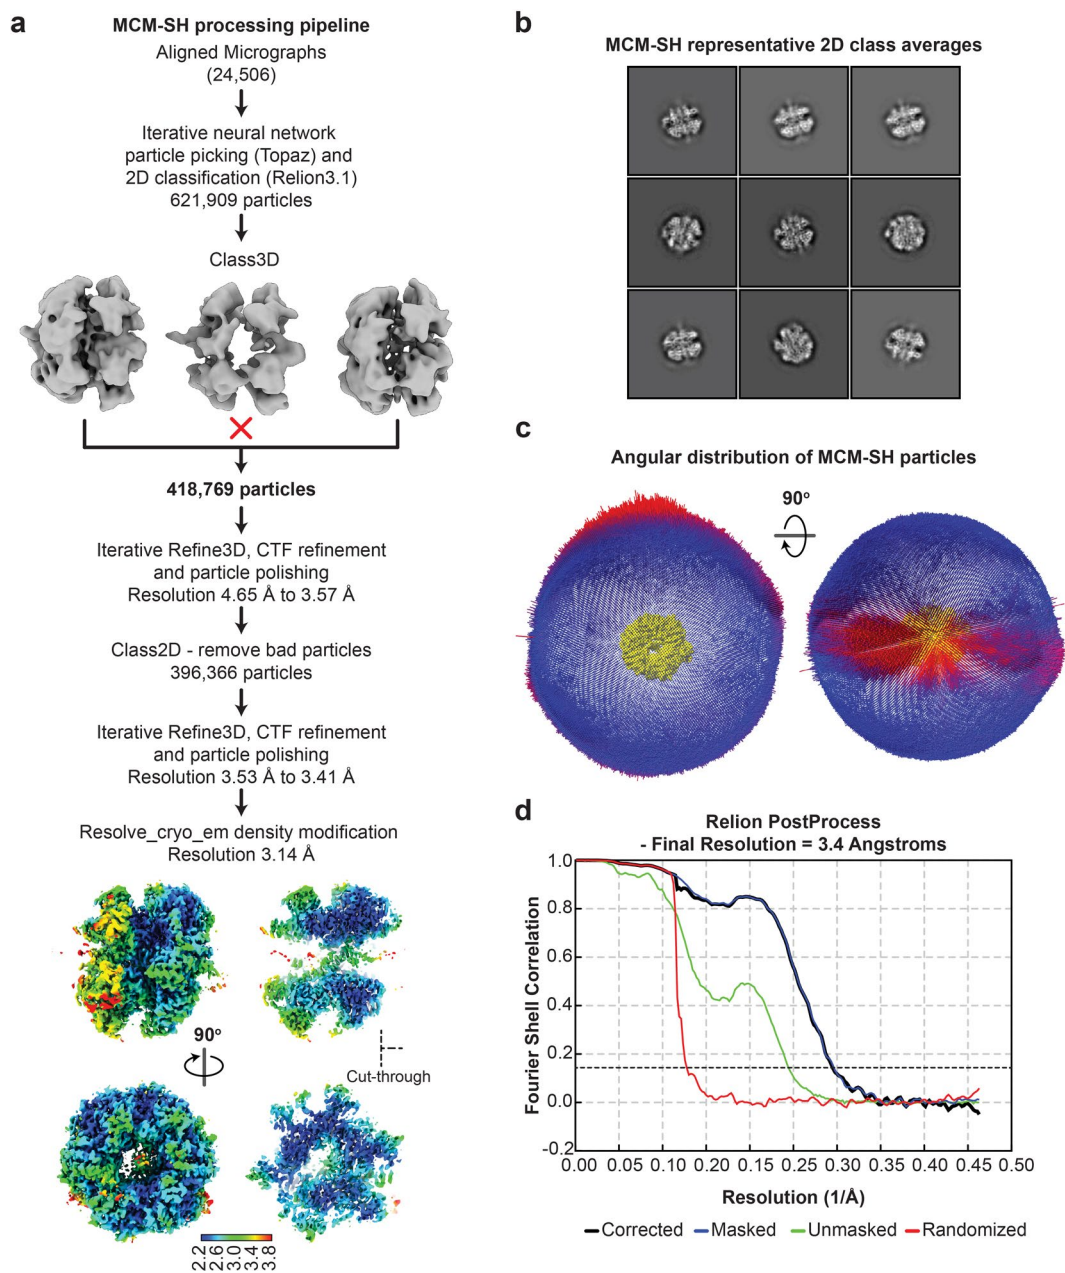 a
MCM-SH processing pipeline
Aligned Micrographs
(24,506)
Iterative neural network
particle picking (Topaz) and
2D classification (Relion3.1)
621,909 particles
Class3D
418,769 particles
Iterative Refine3D, CTF refinement
and particle polishing
Resolution 4.65 Å to 3.57 Å
Class2D - remove bad particles
396,366 particles
Iterative Refine3D, CTF refinement
and particle polishing
Resolution 3.53 Å to 3.41 Å
Resolve_cryo_em density modification
Resolution 3.14 Å
90º
Cut-through
2.2
2.6
3.0
3.4
3.8
b
MCM-SH representative 2D class averages
c
Angular distribution of MCM-SH particles
90º
d
Relion PostProcess
- Final Resolution = 3.4 Angstroms
Fourier Shell Correlation
1.0
0.8
0.6
0.4
0.2
0.0
-0.2
0.00 0.05 0.10 0.20 0.15 0.25 0.30 0.35 0.40 0.45 0.50
Resolution (1/Å)
Corrected Masked Unmasked Randomized